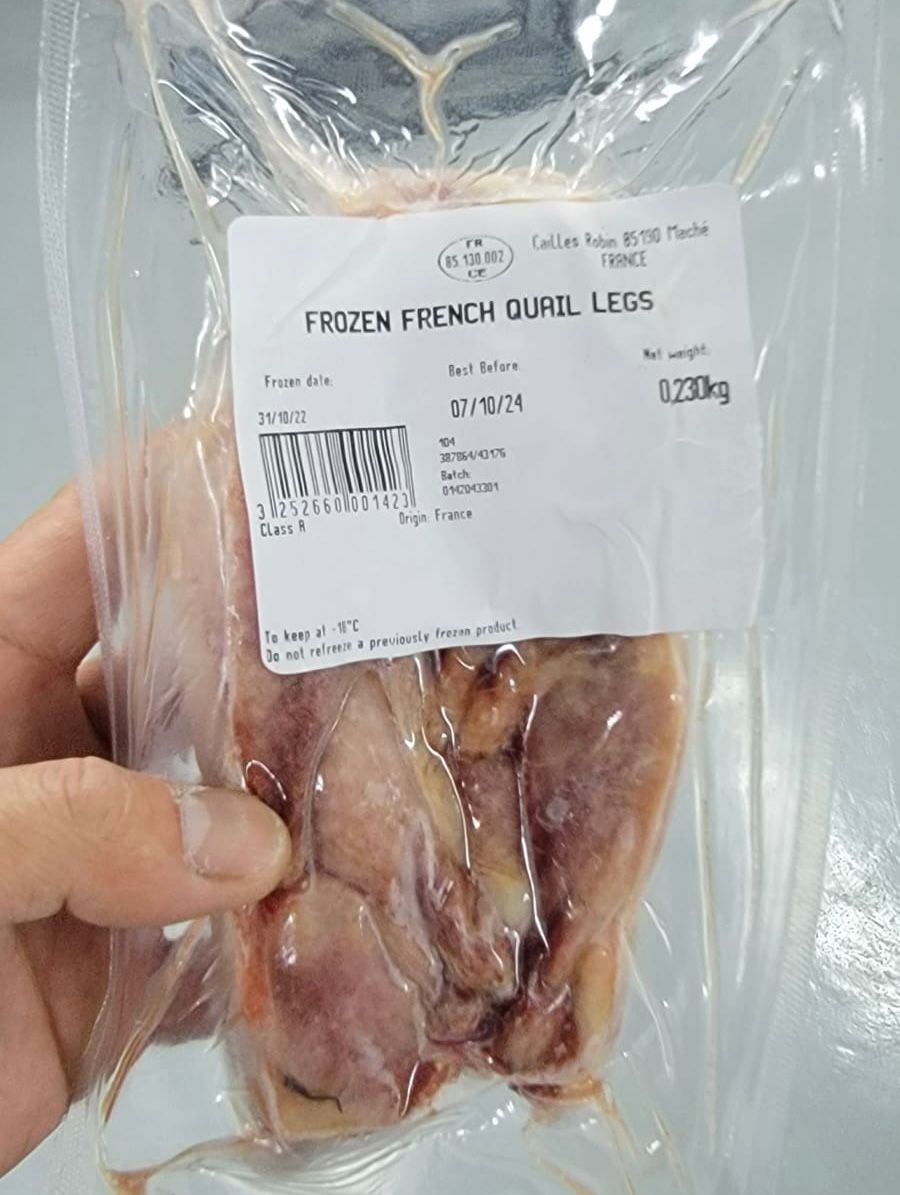 FR
85.130.002
CE
Cailles Robin 85190 Maché
FRANCE
FROZEN FRENCH QUAIL LEGS
Frozen date:
Best Before
Net weight:
31/10/22
07/10/24
0,230kg
104
387864/43176
Batch:
0142043301
3 252660 001423
Class A
Origin: France
To keep at -18°C
Do not refreeze a previously frozen product